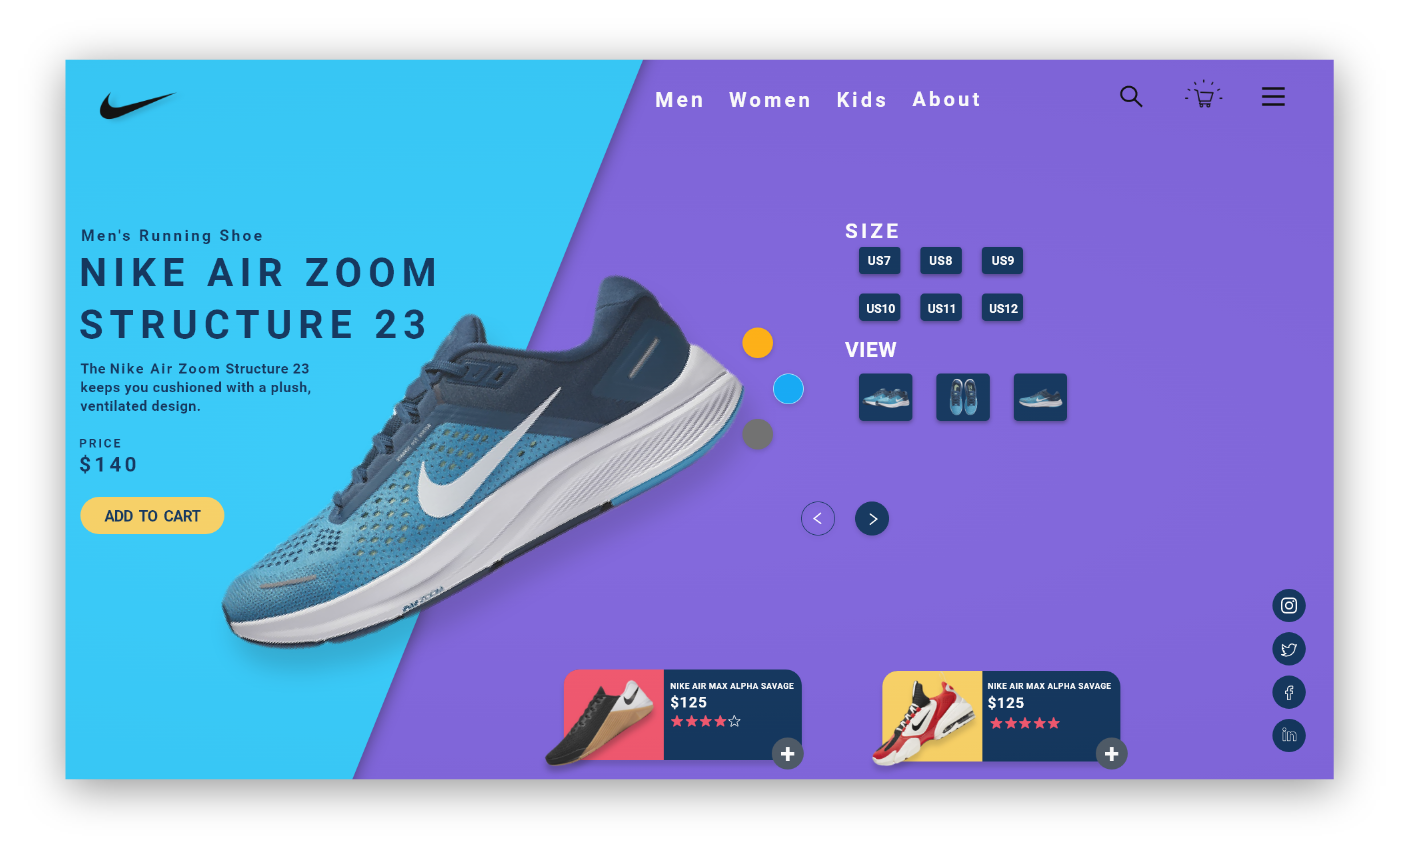 Men Women Kids About
Men's Running Shoe
NIKE AIR ZOOM
STRUCTURE 23
The Nike Air Zoom Structure 23
keeps you cushioned with a plush,
ventilated design.
PRICE
$140
ADD TO CART
SIZE
US7 US8 US9
US10 US11 US12
VIEW
ZOOM
NIKE AIR MAX ALPHA SAVAGE
$125
NIKE AIR MAX ALPHA SAVAGE
$125
in